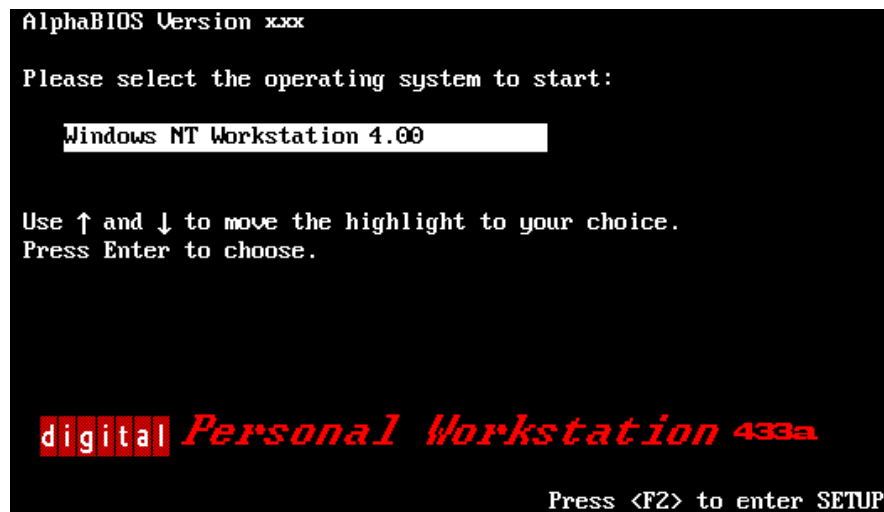 AlphaBIOS Version x.xx
Please select the operating system to start:
Windows NT Workstation 4.00
Use ↑ and ↓ to move the highlight to your choice.
Press Enter to choose.
digital Personal Workstation 433a
Press <F2> to enter SETUP